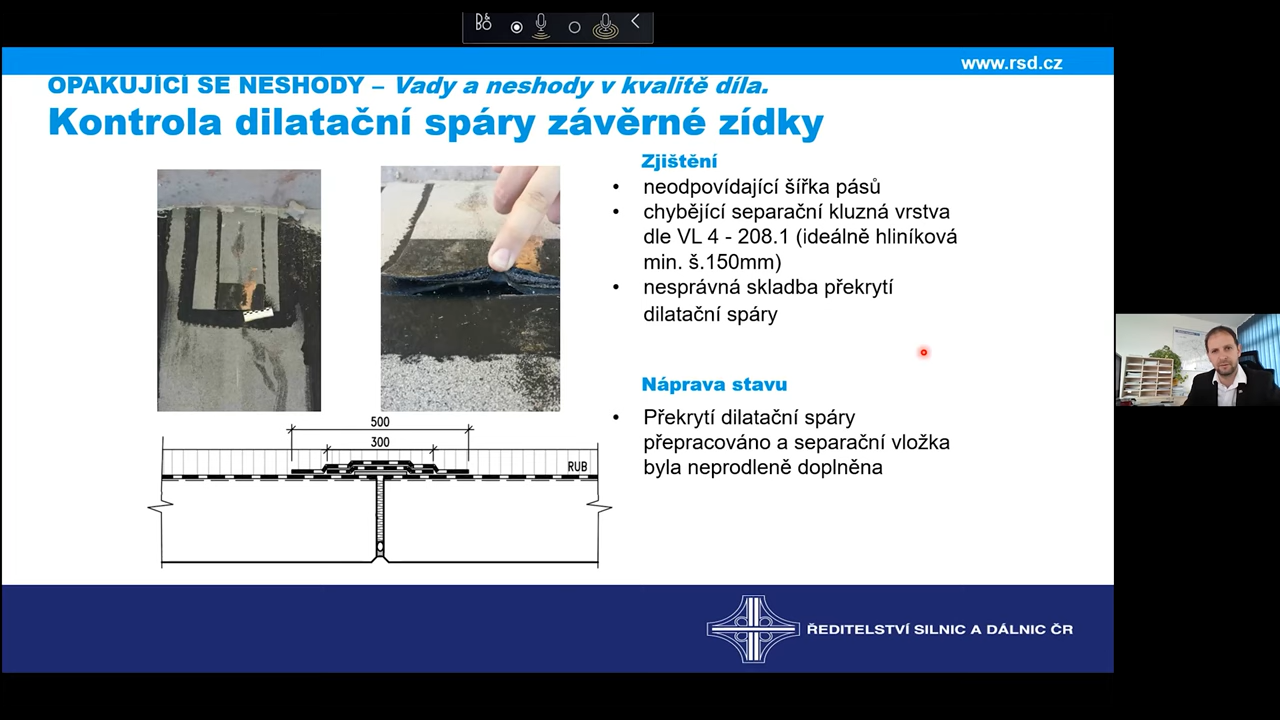 D&
BO
www.rsd.cz
OPAKUJÍCÍ SE NESHODY – Vady a neshody v kvalitě díla.
Kontrola dilatační spáry závěrné zídky
Zjištění
• neodpovídající šířka pásů
• chybějící separační kluzná vrstva
dle VL 4 - 208.1 (ideálně hliníková
min. š.150mm)
• nesprávná skladba překrytí
dilatační spáry
Náprava stavu
• Překrytí dilatační spáry
přepracováno a separační vložka
byla neprodleně doplněna
500
300
RUB
ŘEDITELSTVÍ SILNIC A DÁLNIC ČR